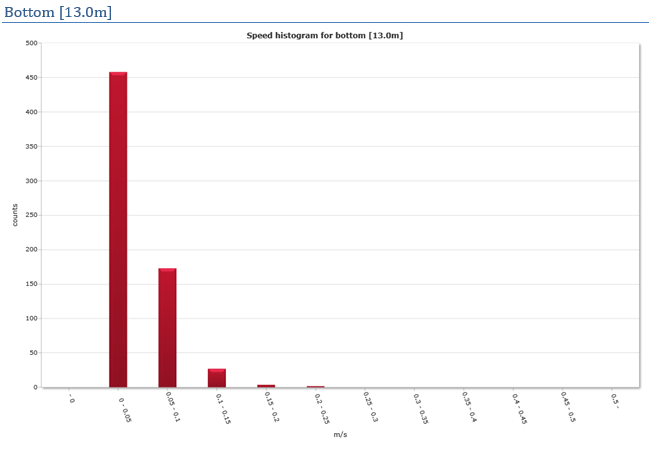 Bottom [13.0m]
Speed histogram for bottom [13.0m]
500
450
400
350
300
250
200
150
100
50
0
counts
- 0
0 - 0.05
0.05 - 0.1
0.1 - 0.15
0.15 - 0.2
0.2 - 0.25
0.25 - 0.3
0.3 - 0.35
0.35 - 0.4
0.4 - 0.45
0.45 - 0.5
0.5 -
m/s